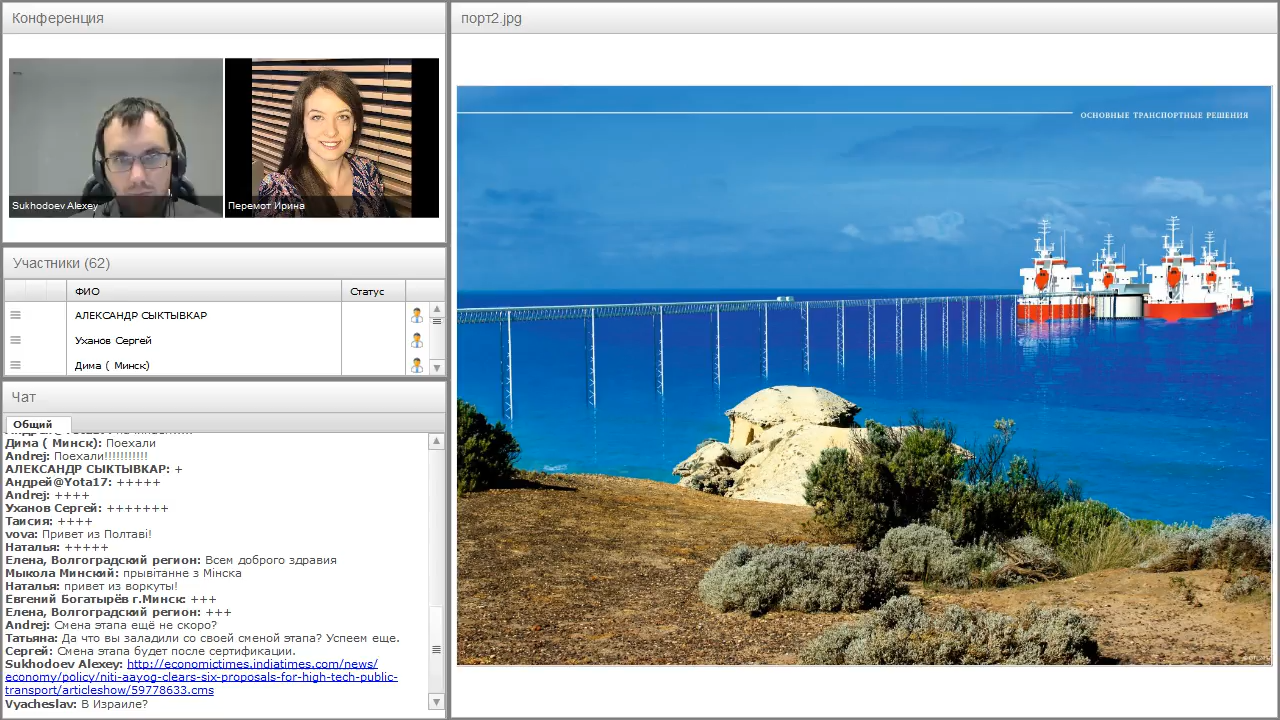 Конференция
Sukhodoev Alexey
Перемот Ирина
Участники (62)
ФИО
Статус
АЛЕКСАНДР СЫКТЫВКАР
Уханов Сергей
Дима ( Минск)
Чат
Общий
Дима ( Минск): Поехали
Andrej: Поехали!!!!!!!!!!!
АЛЕКСАНДР СЫКТЫВКАР: +
Андрей@Yota17: +++++
Andrej: ++++
Уханов Сергей: +++++++
Таисия: ++++
vova: Привет из Полтаві!
Наталья: +++++
Елена, Волгоградский регион: Всем доброго здравия
Мыкола Минский: прывітанне з Мінска
Наталья: привет из воркуты!
Евгений Богатырёв г.Минск: +++
Елена, Волгоградский регион: +++
Andrej: Смена этапа ещё не скоро?
Татьяна: Да что вы заладили со своей сменой этапа? Успеем еще.
Сергей: Смена этапа будет после сертификации.
Sukhodoev Alexey: http://economictimes.indiatimes.com/news/
economy/policy/niti-aayog-clears-six-proposals-for-high-tech-public-
transport/articleshow/59778633.cms
Vyacheslav: В Израиле?
порт2.jpg
ОСНОВНЫЕ ТРАНСПОРТНЫЕ РЕШЕНИЯ